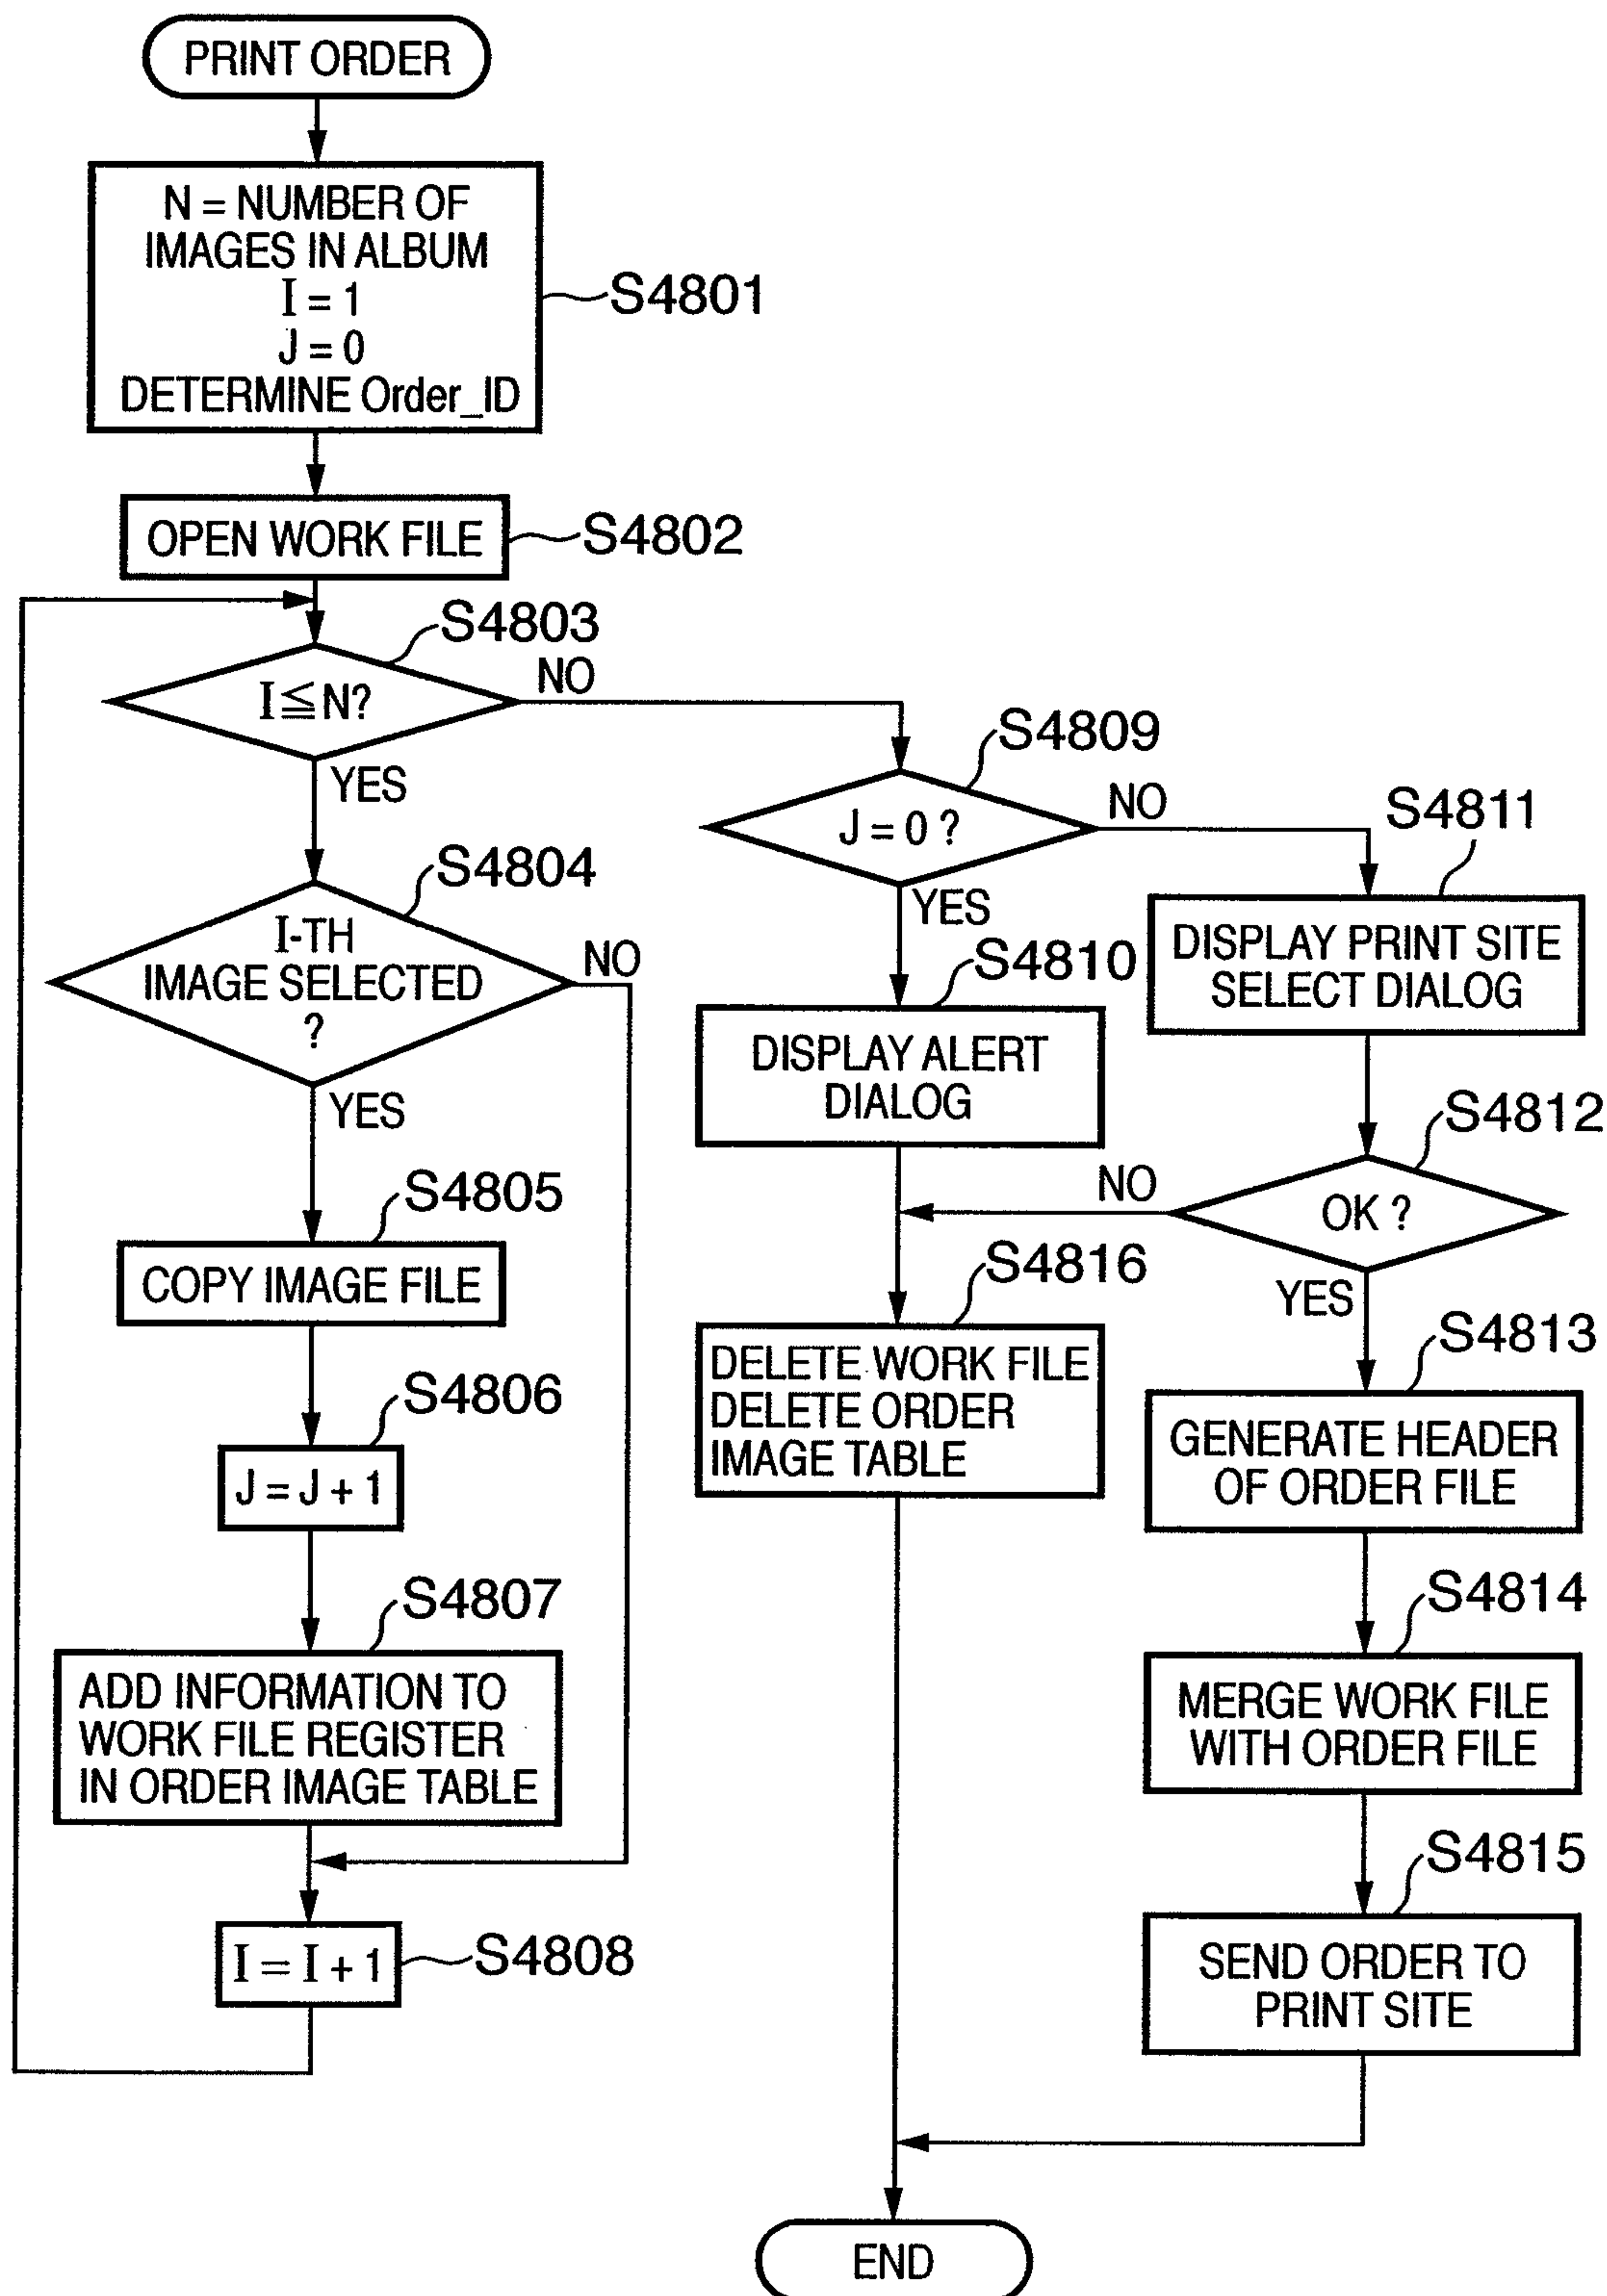 PRINT ORDER
N = NUMBER OF
IMAGES IN ALBUM
I = 1
J = 0
DETERMINE Order_ID
S4801
OPEN WORK FILE
S4802
S4803
I≦N?
NO
YES
S4804
I-TH
IMAGE SELECTED
?
NO
YES
S4805
COPY IMAGE FILE
S4806
J = J + 1
S4807
ADD INFORMATION TO
WORK FILE REGISTER
IN ORDER IMAGE TABLE
I = I + 1
S4808
S4809
J = 0 ?
NO
YES
S4810
DISPLAY ALERT
DIALOG
S4811
DISPLAY PRINT SITE
SELECT DIALOG
S4812
OK ?
NO
YES
S4816
DELETE WORK FILE
DELETE ORDER
IMAGE TABLE
S4813
GENERATE HEADER
OF ORDER FILE
S4814
MERGE WORK FILE
WITH ORDER FILE
S4815
SEND ORDER TO
PRINT SITE
END